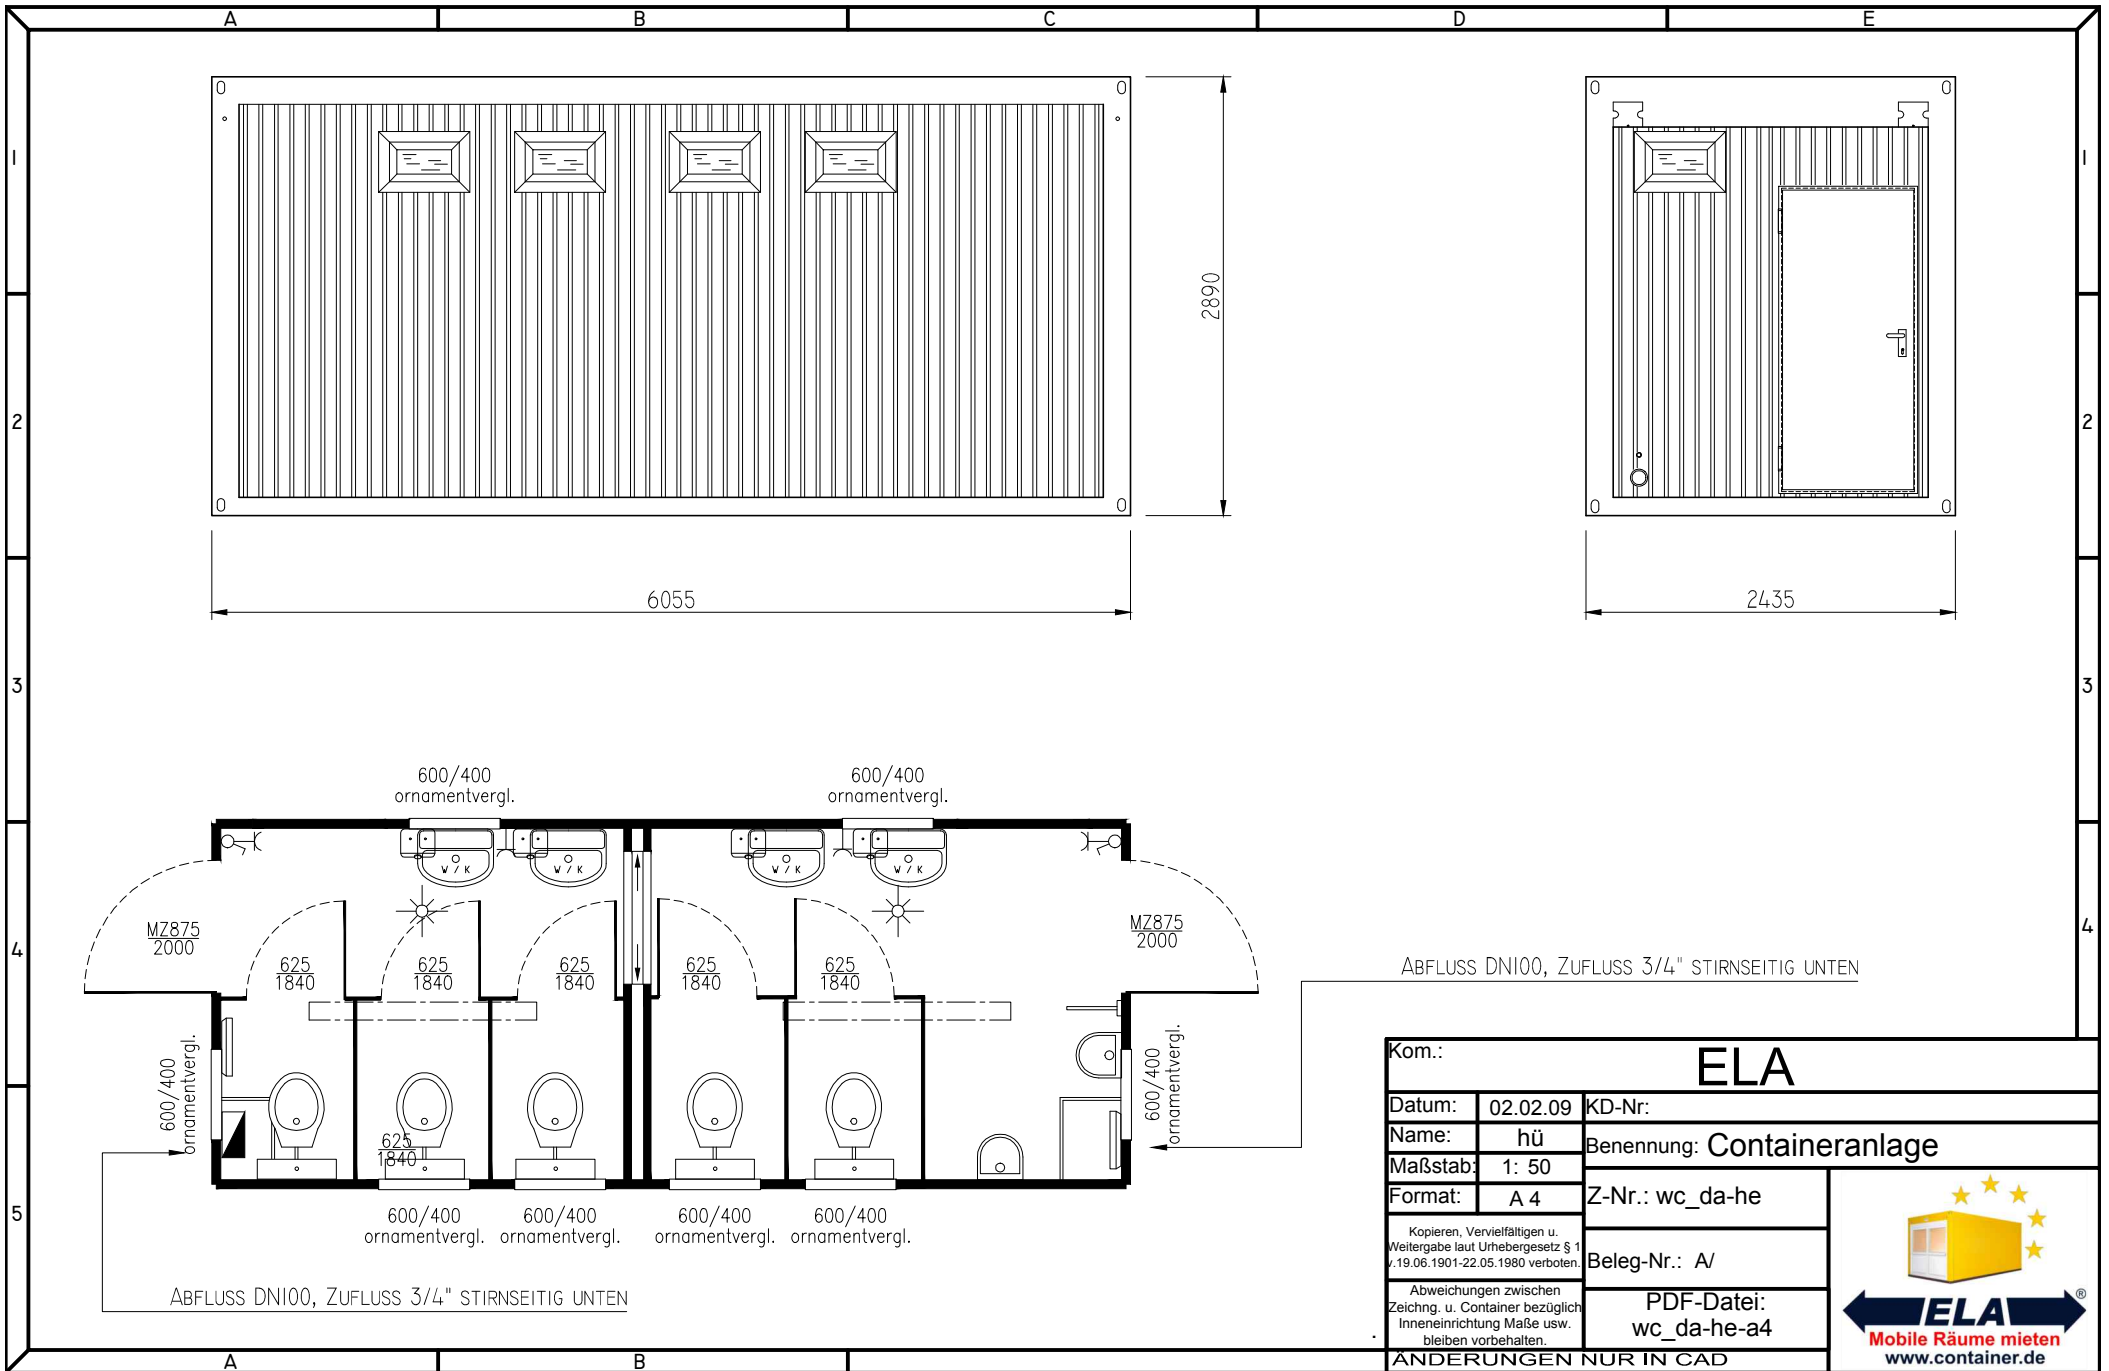 A B C D E
1 1
2890
2 2
6055
2435
3 3
600/400
ornamentvergl.
600/400
ornamentvergl.
W / K
W / K
W / K
W / K
MZ875
2000
MZ875
2000
4 4
625
1840
625
1840
625
1840
625
1840
625
1840
ABFLUSS DN100, ZUFLUSS 3/4" STIRNSEITIG UNTEN
600/400
ornamentvergl.
600/400
ornamentvergl.
625
1840
5
600/400
ornamentvergl.
600/400
ornamentvergl.
600/400
ornamentvergl.
600/400
ornamentvergl.
ABFLUSS DN100, ZUFLUSS 3/4" STIRNSEITIG UNTEN
Kom.:
ELA
Datum: 02.02.09
KD-Nr:
Name: hü
Benennung: Containeranlage
Maßstab: 1: 50
Format: A 4
Z-Nr.: wc_da-he
Kopieren, Vervielfältigen u.
Weitergabe laut Urhebergesetz § 1
v.19.06.1901-22.05.1980 verboten.
Beleg-Nr.: A/
Abweichungen zwischen
Zeichng. u. Container bezüglich
Inneneinrichtung Maße usw.
bleiben vorbehalten.
PDF-Datei:
wc_da-he-a4
ÄNDERUNGEN NUR IN CAD
ELA ®
Mobile Räume mieten
www.container.de
A B